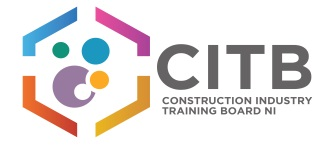 CITB
CONSTRUCTION INDUSTRY
TRAINING BOARD NI